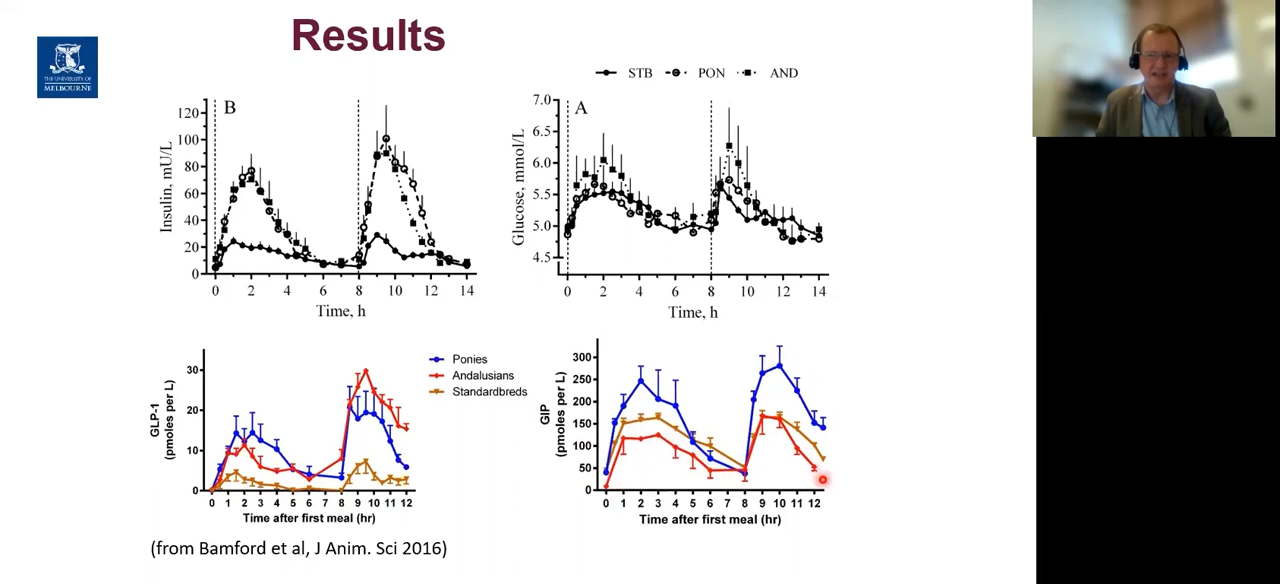 Results
THE UNIVERSITY OF
MELBOURNE
STB PON AND
B
Insulin, mU/L
120
100
80
60
40
20
0
0 2 4 6 8 10 12 14
Time, h
A
Glucose, mmol/L
7.0
6.5
6.0
5.5
5.0
4.5
0 2 4 6 8 10 12 14
Time, h
GLP-1
(pmoles per L)
30
20
10
0
0 1 2 3 4 5 6 7 8 9 10 11 12
Time after first meal (hr)
Ponies
Andalusians
Standardbreds
GIP
(pmoles per L)
300
250
200
150
100
50
0
0 1 2 3 4 5 6 7 8 9 10 11 12
Time after first meal (hr)
(from Bamford et al, J Anim. Sci 2016)